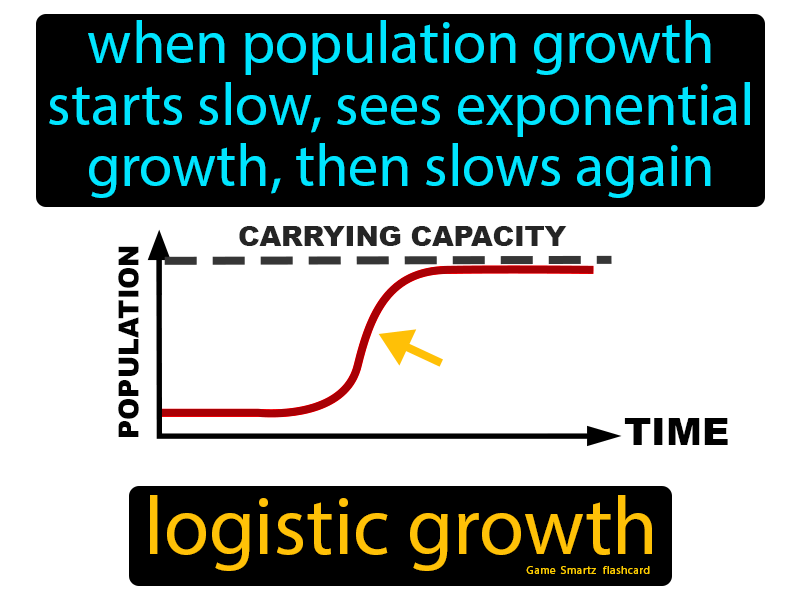 when population growth
starts slow, sees exponential
growth, then slows again
CARRYING CAPACITY
POPULATION
TIME
logistic growth
Game Smartz flashcard